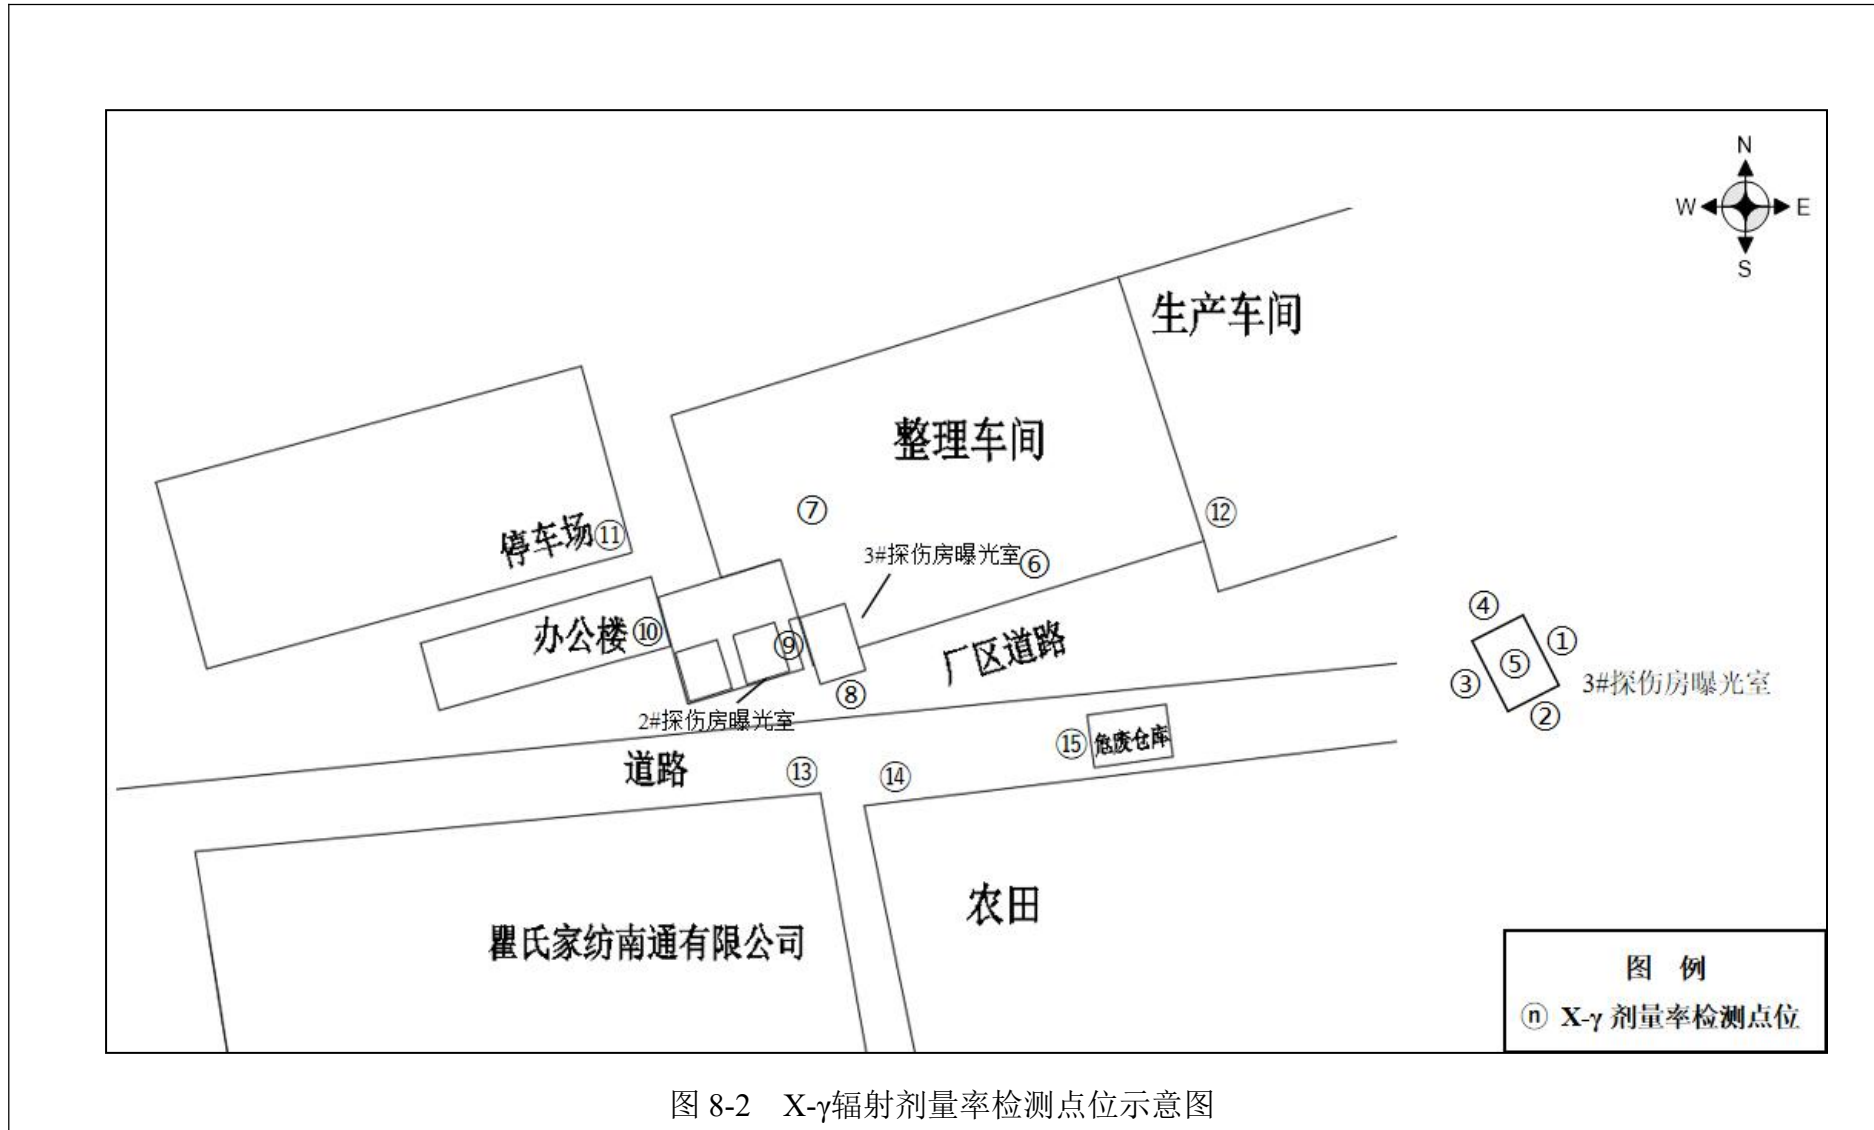 N
W E
S
生产车间
整理车间
⑦
⑫
停车场⑪
3#探伤房曝光室⑥
④
①
办公楼⑩
⑨
厂区道路
⑤
③
3#探伤房曝光室
⑧
②
2#探伤房曝光室
⑮
危废仓库
道路
⑬
⑭
农田
瞿氏家纺南通有限公司
图 例
ⓝ X-γ 剂量率检测点位
图 8-2 X-γ辐射剂量率检测点位示意图